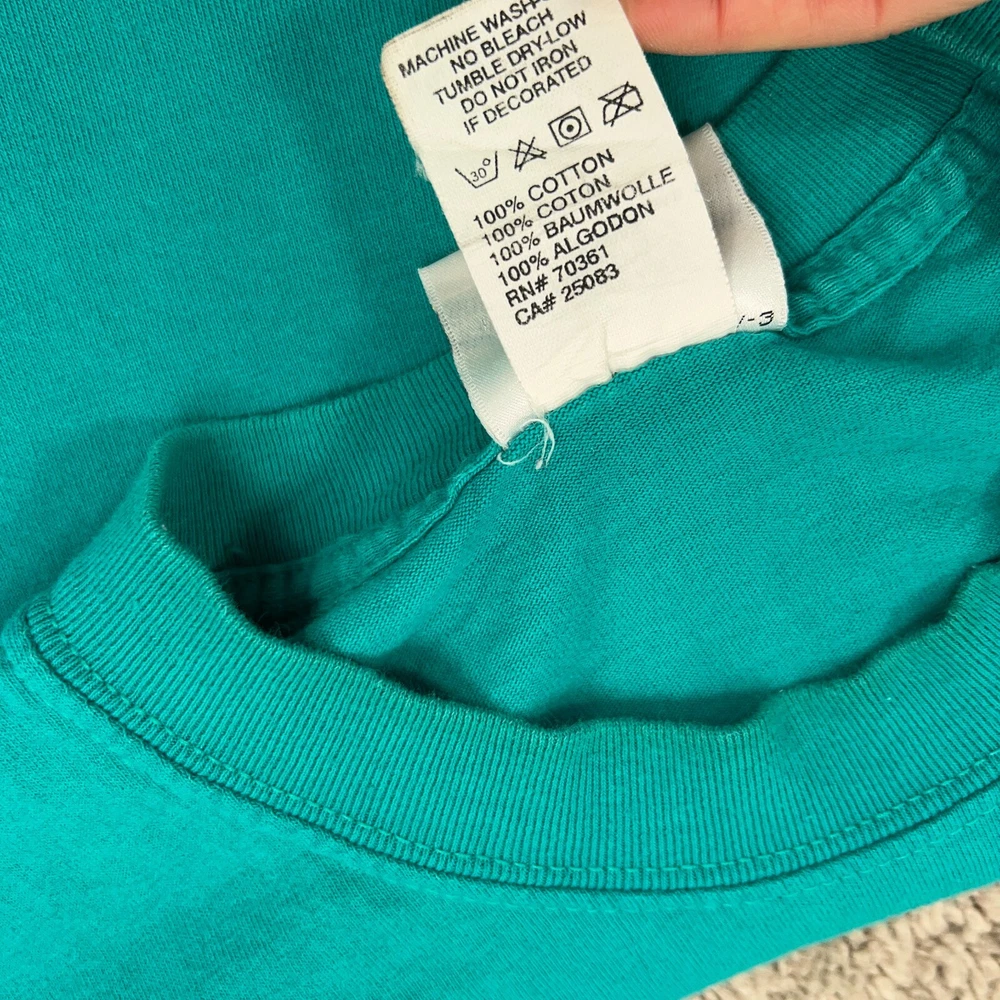 MACHINE WASH
NO BLEACH
TUMBLE DRY-LOW
DO NOT IRON
IF DECORATED
30°
100% COTTON
100% COTON
100% BAUMWOLLE
100% ALGODON
RN# 70361
CA# 25083
-3